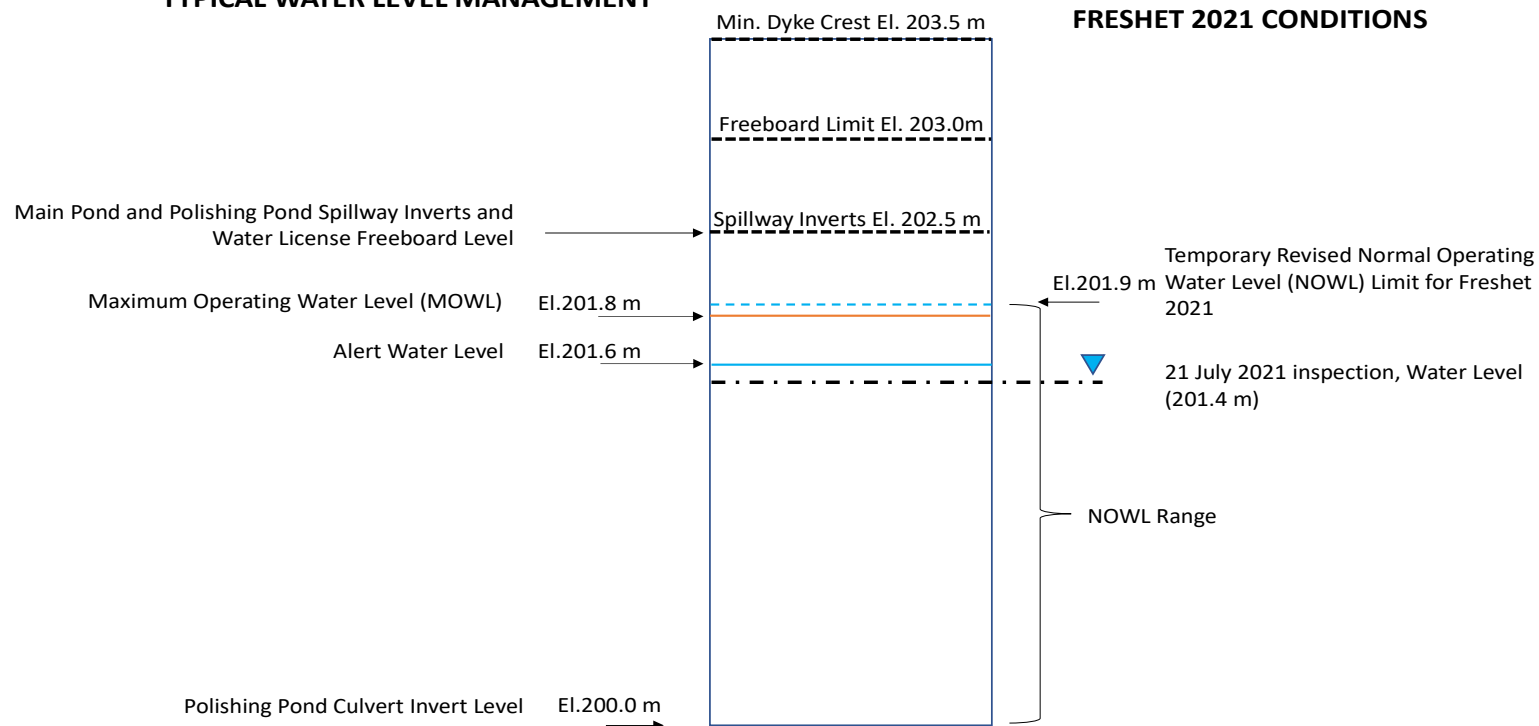 TYPICAL WATER LEVEL MANAGEMENT
FRESHET 2021 CONDITIONS
Min. Dyke Crest El. 203.5 m
Freeboard Limit El. 203.0m
Main Pond and Polishing Pond Spillway Inverts and
Water License Freeboard Level
Spillway Inverts El. 202.5 m
Maximum Operating Water Level (MOWL) El.201.8 m
El.201.9 m
Temporary Revised Normal Operating
Water Level (NOWL) Limit for Freshet
2021
Alert Water Level El.201.6 m
21 July 2021 inspection, Water Level
(201.4 m)
NOWL Range
Polishing Pond Culvert Invert Level El.200.0 m